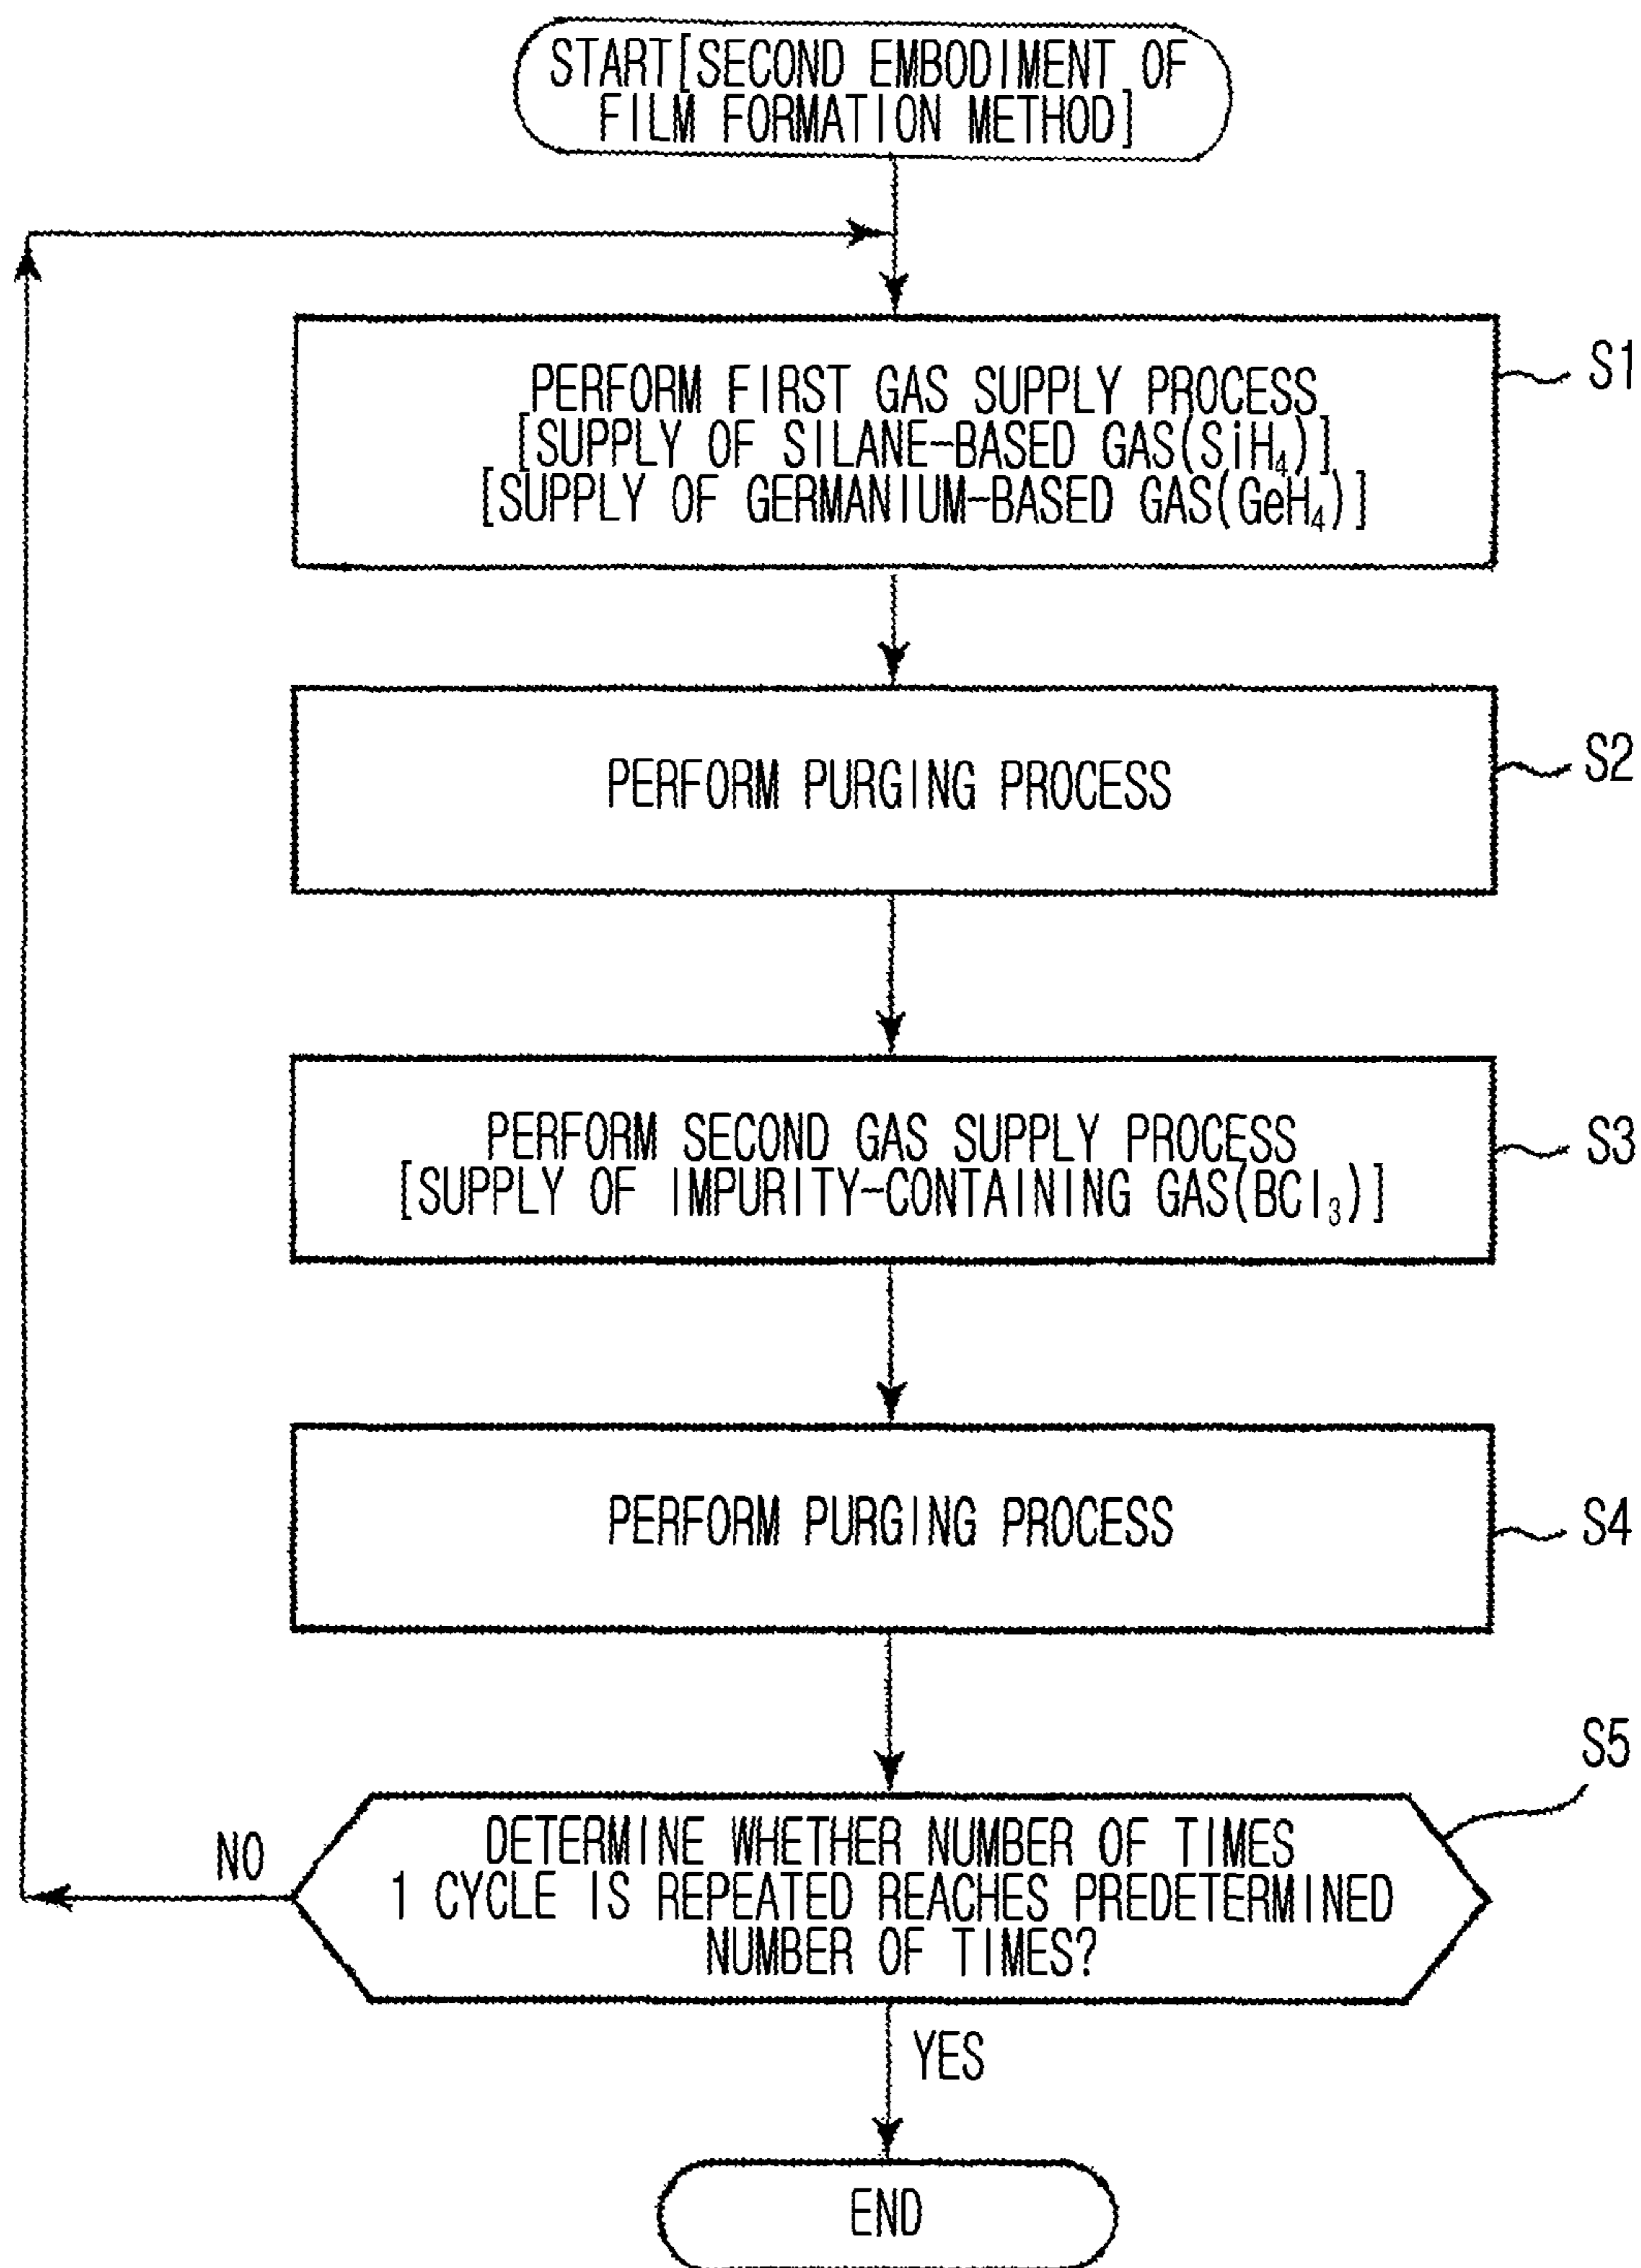 START[SECOND EMBODIMENT OF
FILM FORMATION METHOD]
PERFORM FIRST GAS SUPPLY PROCESS
[SUPPLY OF SILANE-BASED GAS(SiH₄)]
[SUPPLY OF GERMANIUM-BASED GAS(GeH₄)]
S1
PERFORM PURGING PROCESS
S2
PERFORM SECOND GAS SUPPLY PROCESS
[SUPPLY OF IMPURITY-CONTAINING GAS(BCl₃)]
S3
PERFORM PURGING PROCESS
S4
S5
DETERMINE WHETHER NUMBER OF TIMES
1 CYCLE IS REPEATED REACHES PREDETERMINED
NUMBER OF TIMES?
NO
YES
END